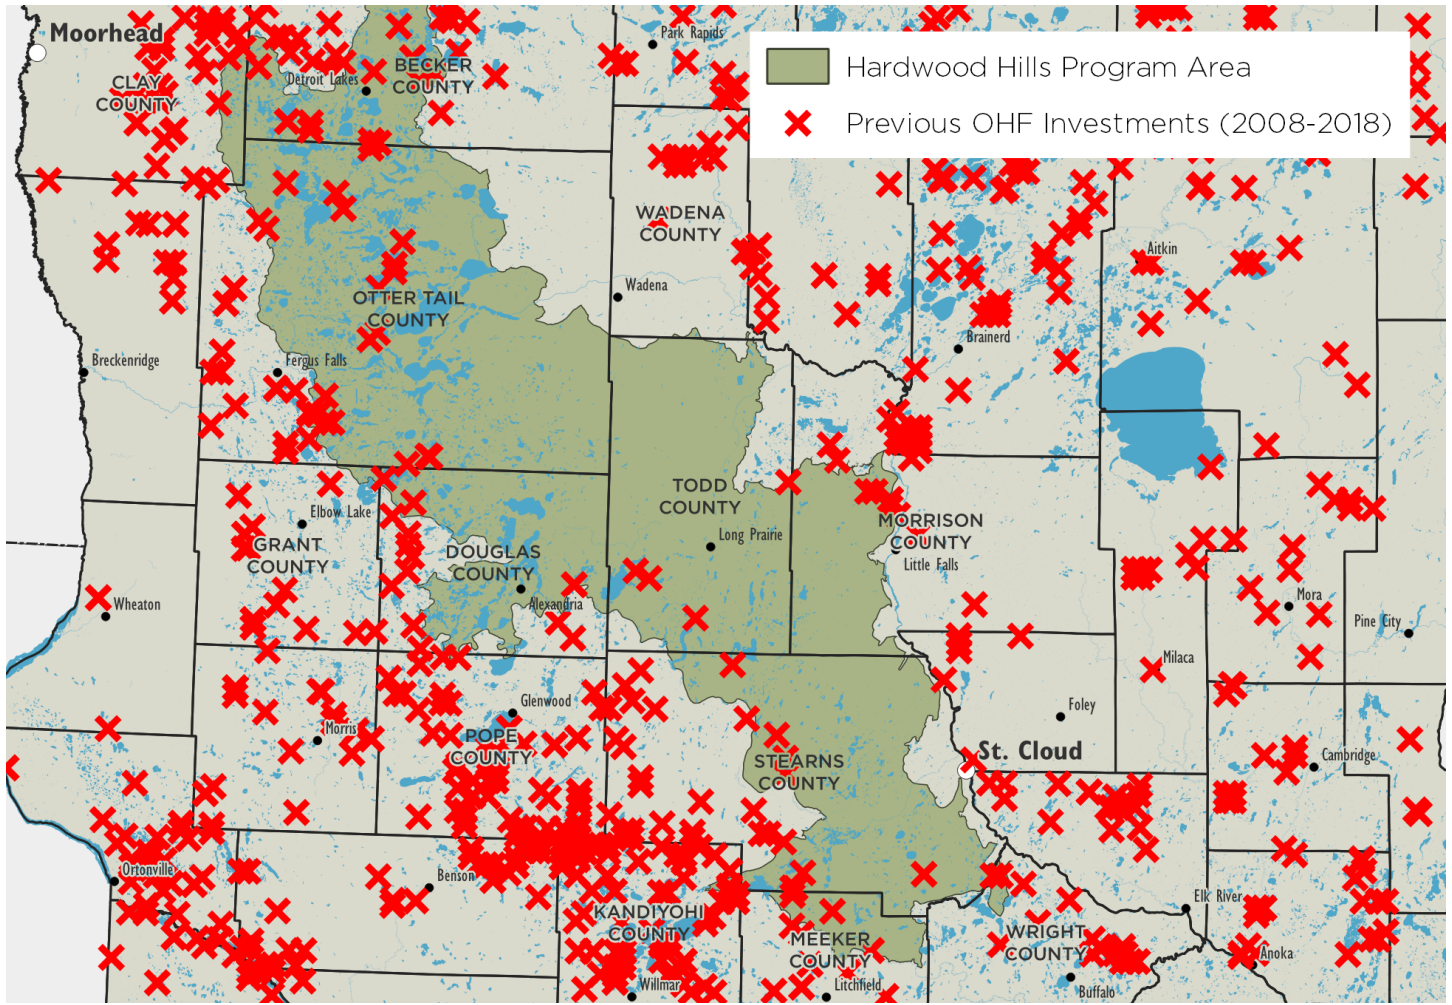 Moorhead
Park Rapids
Hardwood Hills Program Area
Previous OHF Investments (2008-2018)
CLAY
COUNTY
Detroit Lakes
BECKER
COUNTY
WADENA
COUNTY
Aitkin
Wadena
OTTER TAIL
COUNTY
Brainerd
Breckenridge
Fergus Falls
TODD
COUNTY
Elbow Lake
Long Prairie
MORRISON
COUNTY
GRANT
COUNTY
DOUGLAS
COUNTY
Little Falls
Wheaton
Alexandria
Mora
Pine City
Milaca
Glenwood
Foley
Morris
POPE
COUNTY
St. Cloud
STEARNS
COUNTY
Cambridge
Ortonville
Benson
Elk River
KANDIYOHI
COUNTY
MEEKER
COUNTY
WRIGHT
COUNTY
Anoka
Willmar
Litchfield
Buffalo